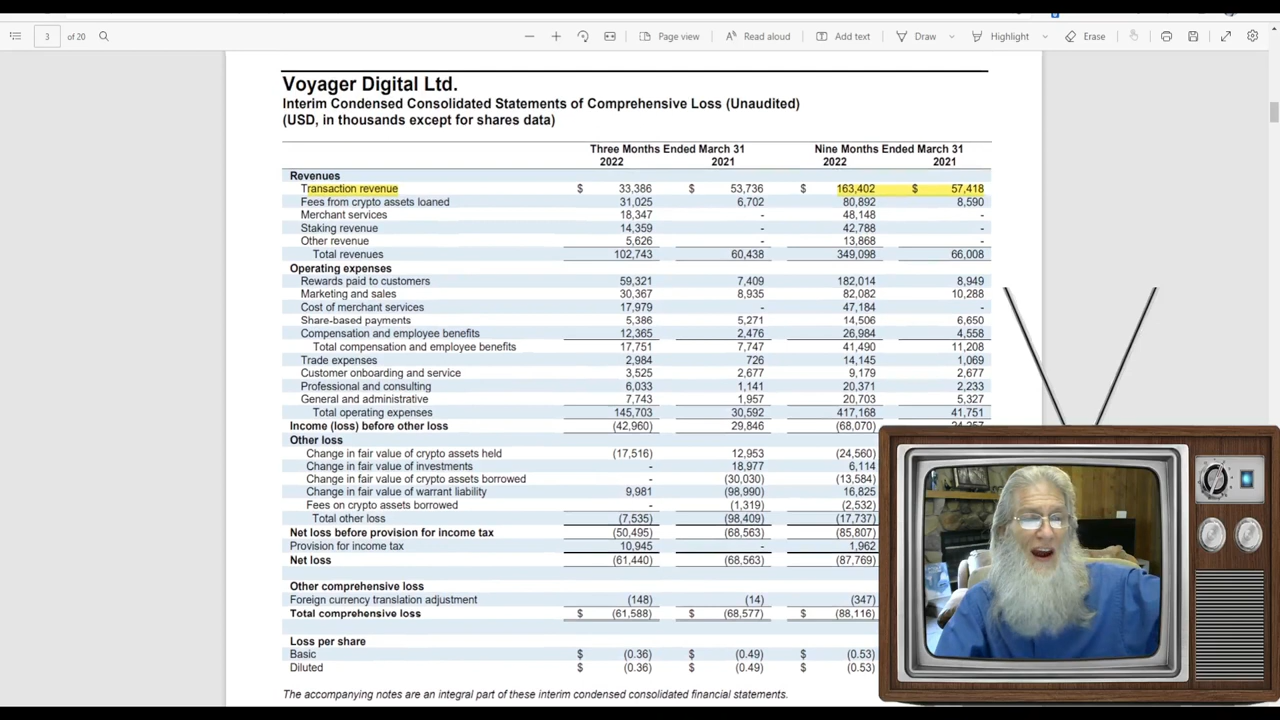 3 of 20 Page view Read aloud Add text Draw Highlight Erase
Voyager Digital Ltd.
Interim Condensed Consolidated Statements of Comprehensive Loss (Unaudited)
(USD, in thousands except for shares data)
Three Months Ended March 31 Nine Months Ended March 31
2022 2021 2022 2021
Revenues
Transaction revenue $ 33,386 $ 53,736 $ 163,402 $ 57,418
Fees from crypto assets loaned 31,025 6,702 80,892 8,590
Merchant services 18,347 - 48,148 -
Staking revenue 14,359 - 42,788 -
Other revenue 5,626 - 13,868 -
Total revenues 102,743 60,438 349,098 66,008
Operating expenses
Rewards paid to customers 59,321 7,409 182,014 8,949
Marketing and sales 30,367 8,935 82,082 10,288
Cost of merchant services 17,979 - 47,184 -
Share-based payments 5,386 5,271 14,506 6,650
Compensation and employee benefits 12,365 2,476 26,984 4,558
Total compensation and employee benefits 17,751 7,747 41,490 11,208
Trade expenses 2,984 726 14,145 1,069
Customer onboarding and service 3,525 2,677 9,179 2,677
Professional and consulting 6,033 1,141 20,371 2,233
General and administrative 7,743 1,957 20,703 5,327
Total operating expenses 145,703 30,592 417,168 41,751
Income (loss) before other loss (42,960) 29,846 (68,070)
Other loss
Change in fair value of crypto assets held (17,516) 12,953 (24,560)
Change in fair value of investments - 18,977 6,114
Change in fair value of crypto assets borrowed - (30,030) (13,584)
Change in fair value of warrant liability 9,981 (98,990) 16,825
Fees on crypto assets borrowed - (1,319) (2,532)
Total other loss (7,535) (98,409) (17,737)
Net loss before provision for income tax (50,495) (68,563) (85,807)
Provision for income tax 10,945 - 1,962
Net loss (61,440) (68,563) (87,769)
Other comprehensive loss
Foreign currency translation adjustment (148) (14) (347)
Total comprehensive loss $ (61,588) $ (68,577) $ (88,116)
Loss per share
Basic $ (0.36) $ (0.49) $ (0.53)
Diluted $ (0.36) $ (0.49) $ (0.53)
The accompanying notes are an integral part of these interim condensed consolidated financial statements.